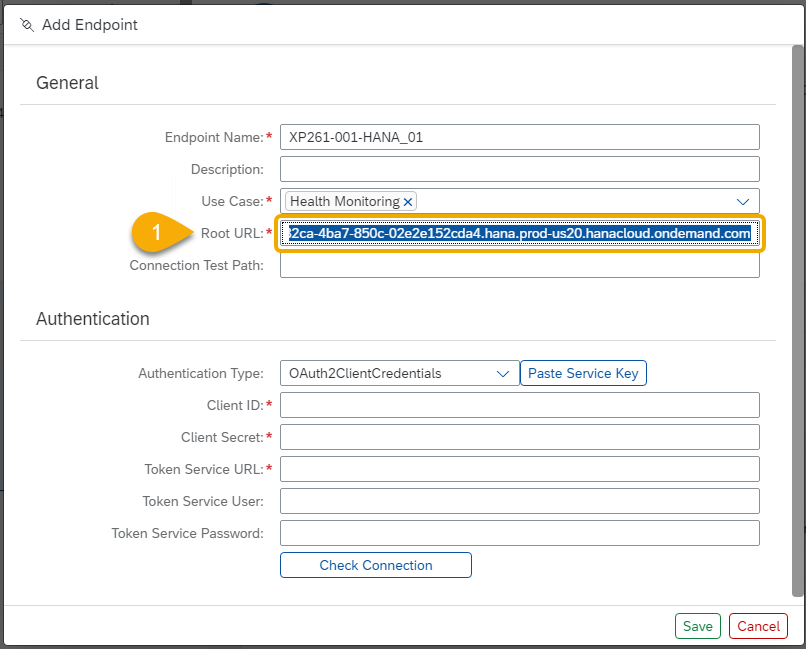 Add Endpoint
General
Endpoint Name:* XP261-001-HANA_01
Description:
Use Case:* Health Monitoring
1 Root URL:* 2ca-4ba7-850c-02e2e152cda4.hana.prod-us20.hanacloud.ondemand.com
Connection Test Path:
Authentication
Authentication Type: OAuth2ClientCredentials Paste Service Key
Client ID:*
Client Secret:*
Token Service URL:*
Token Service User:
Token Service Password:
Check Connection
Save Cancel